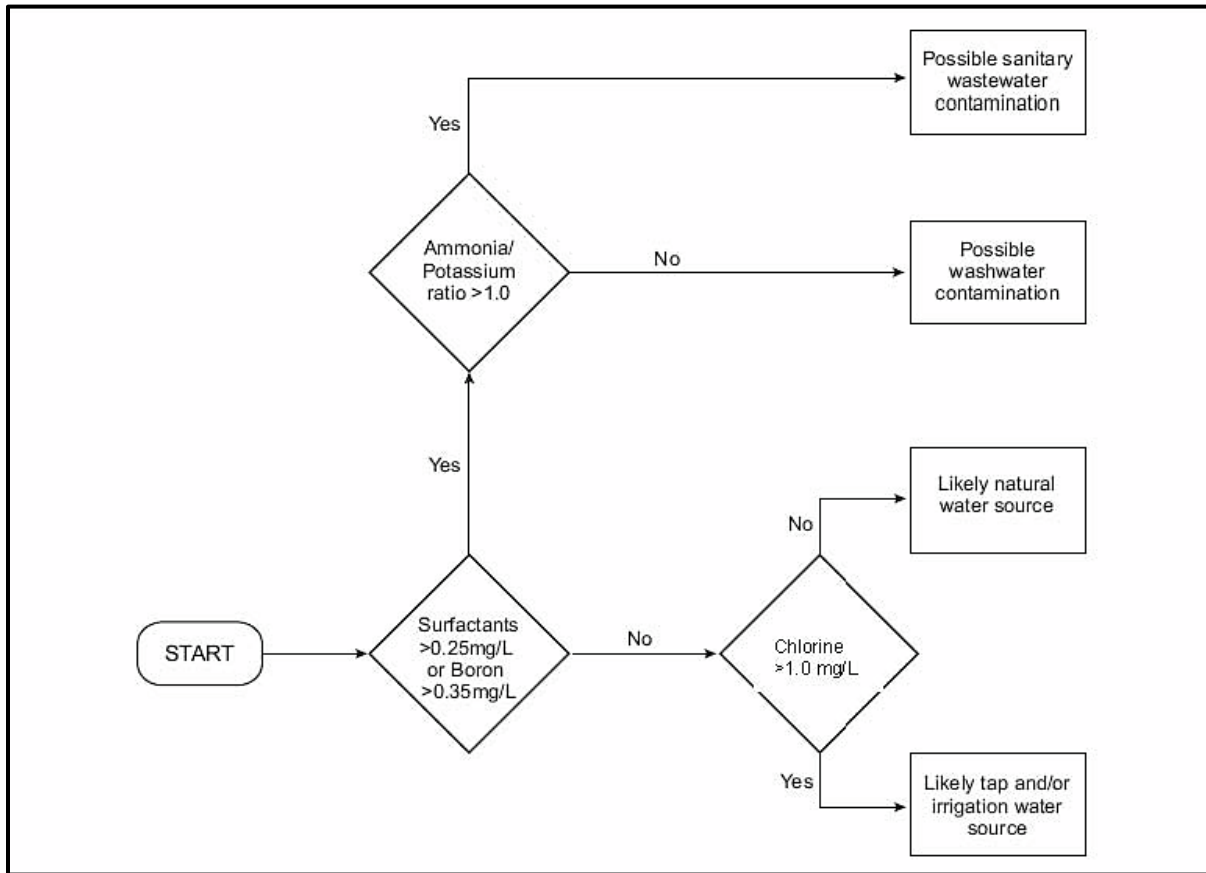 Possible sanitary
wastewater
contamination
Yes
Ammonia/
Potassium
ratio >1.0
No
Possible
washwater
contamination
Yes
Likely natural
water source
No
START
Surfactants
>0.25mg/L
or Boron
>0.35mg/L
No
Chlorine
>1.0 mg/L
Yes
Likely tap and/or
irrigation water
source